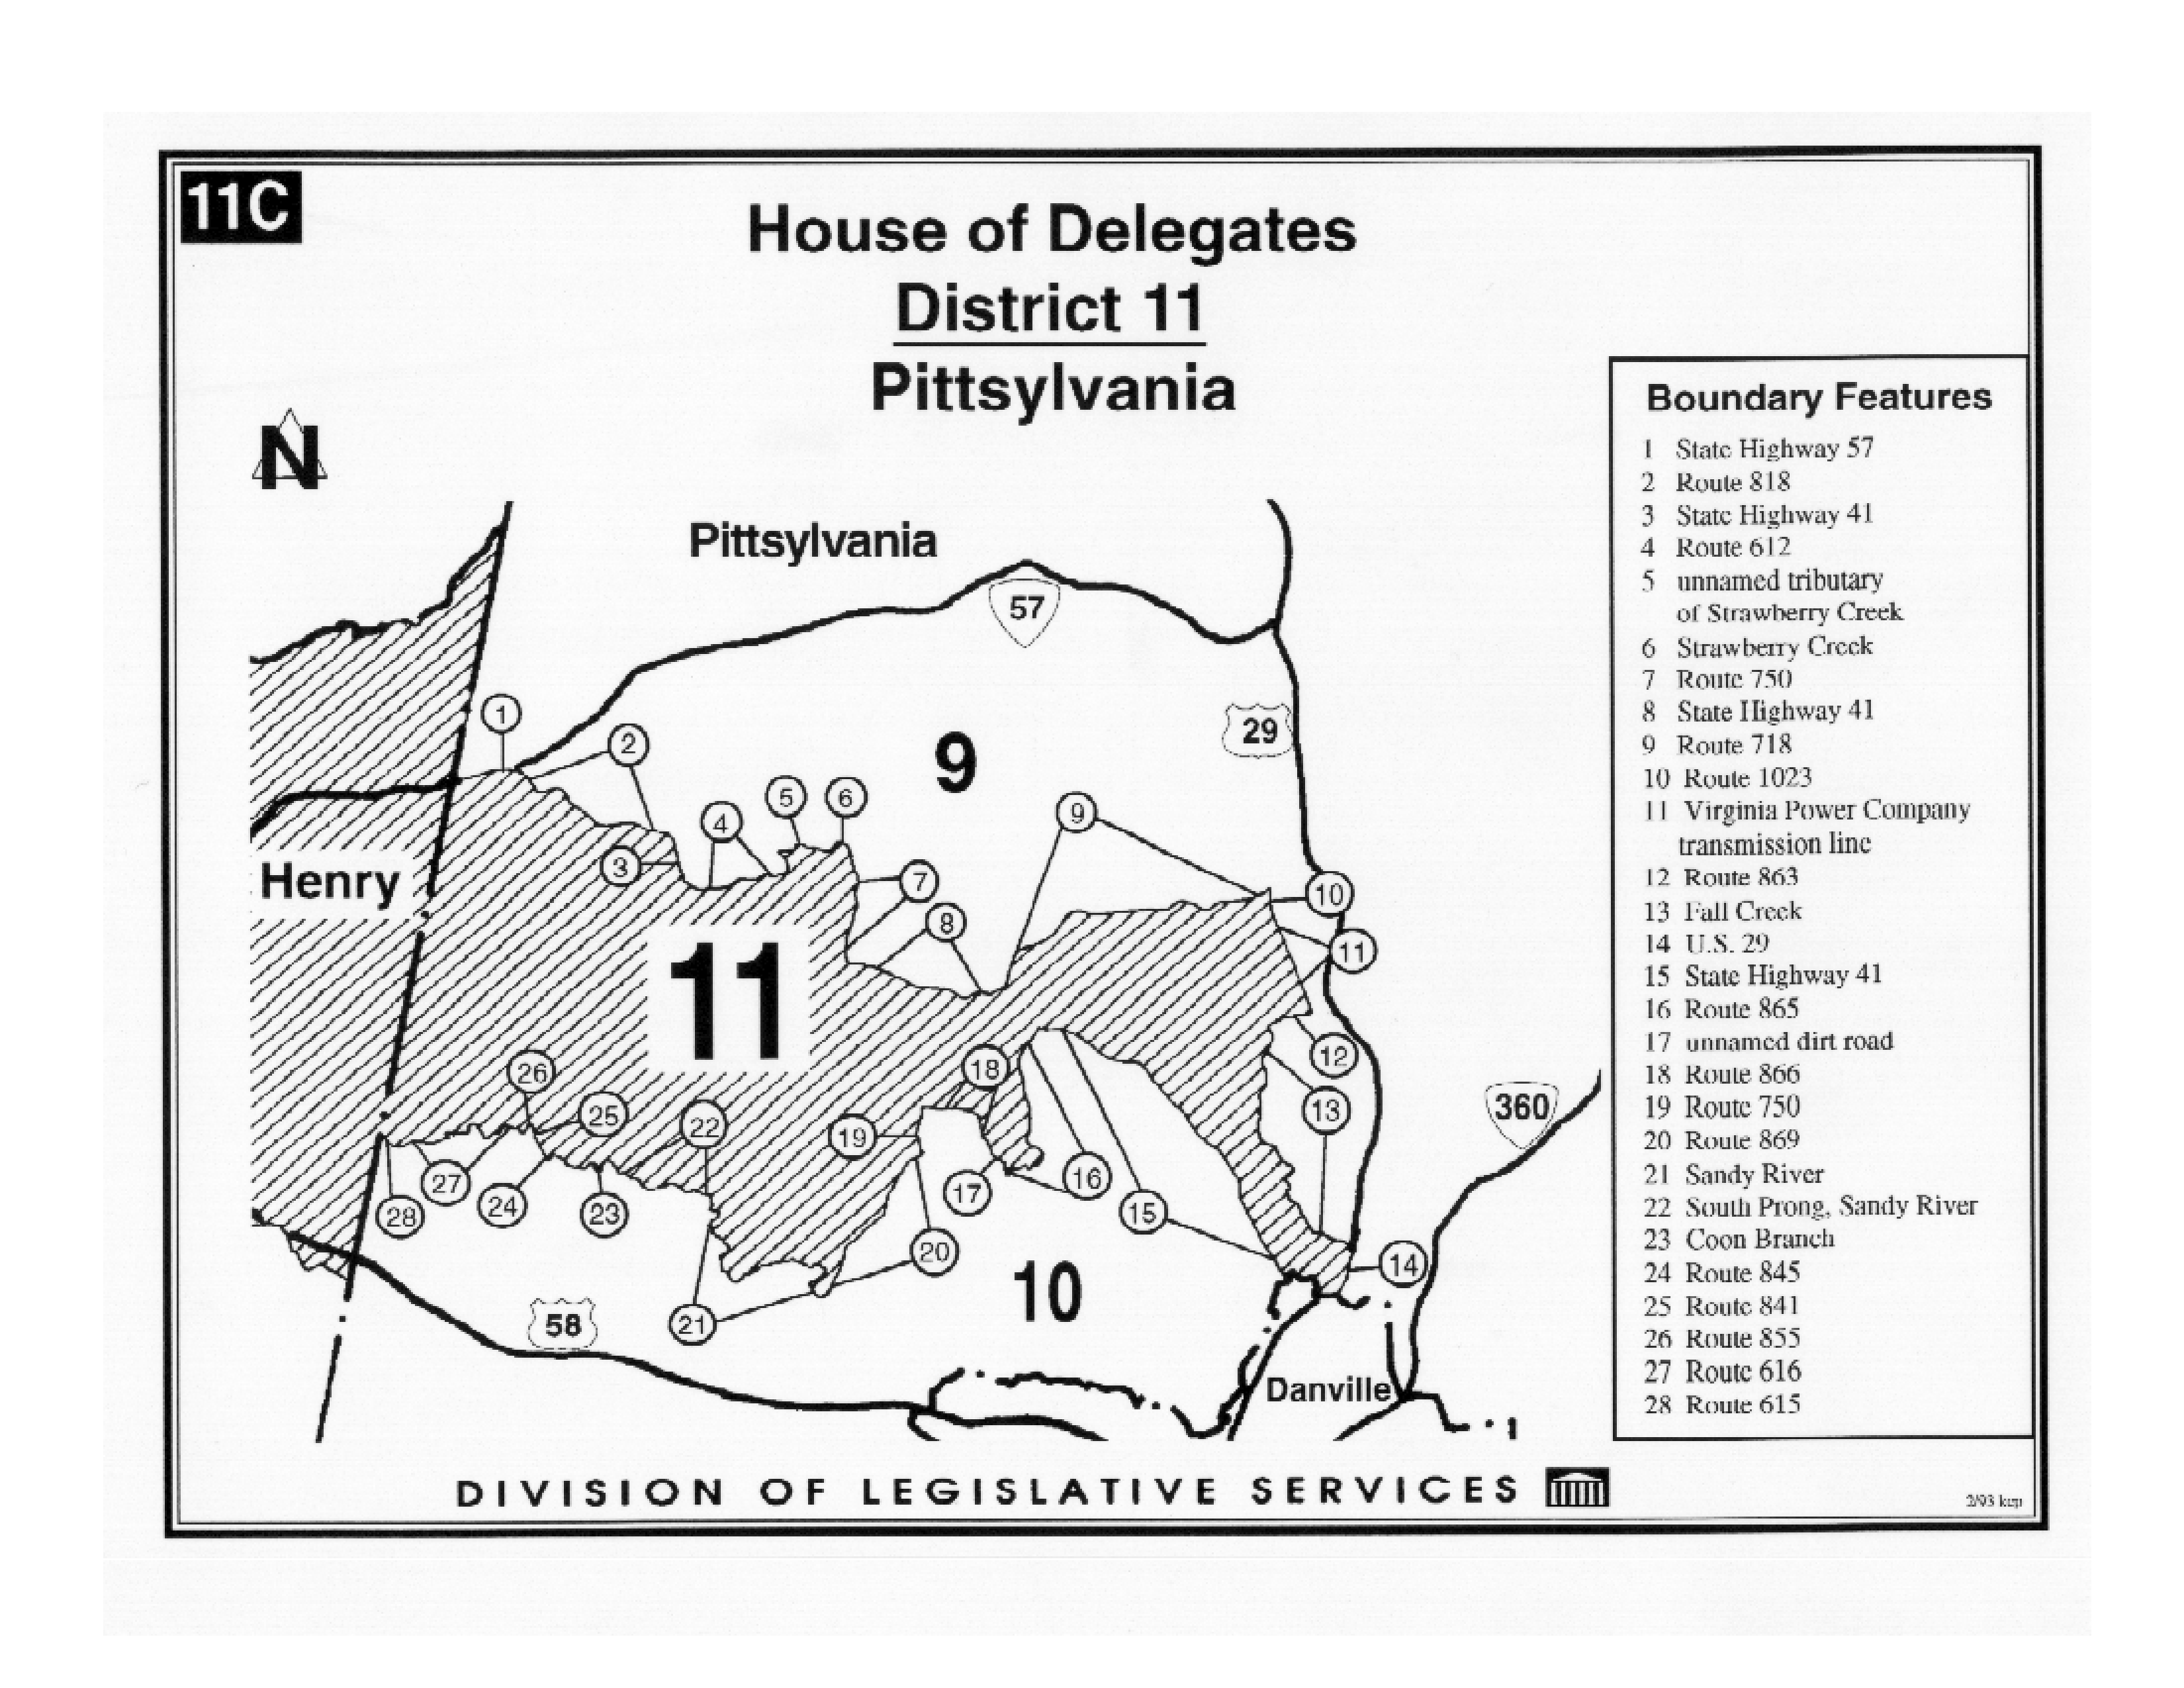 11C
House of Delegates
District 11
Pittsylvania
N
Pittsylvania
57
29
9
1
2
3
4
5
6
7
8
9
10
11
12
13
14
15
16
17
18
19
20
21
22
23
24
25
26
27
28
Henry
11
10
58
360
Danville
Boundary Features
1 State Highway 57
2 Route 818
3 State Highway 41
4 Route 612
5 unnamed tributary
of Strawberry Creek
6 Strawberry Creek
7 Route 750
8 State Highway 41
9 Route 718
10 Route 1023
11 Virginia Power Company
transmission line
12 Route 863
13 Fall Creek
14 U.S. 29
15 State Highway 41
16 Route 865
17 unnamed dirt road
18 Route 866
19 Route 750
20 Route 869
21 Sandy River
22 South Prong, Sandy River
23 Coon Branch
24 Route 845
25 Route 841
26 Route 855
27 Route 616
28 Route 615
DIVISION OF LEGISLATIVE SERVICES
2/93